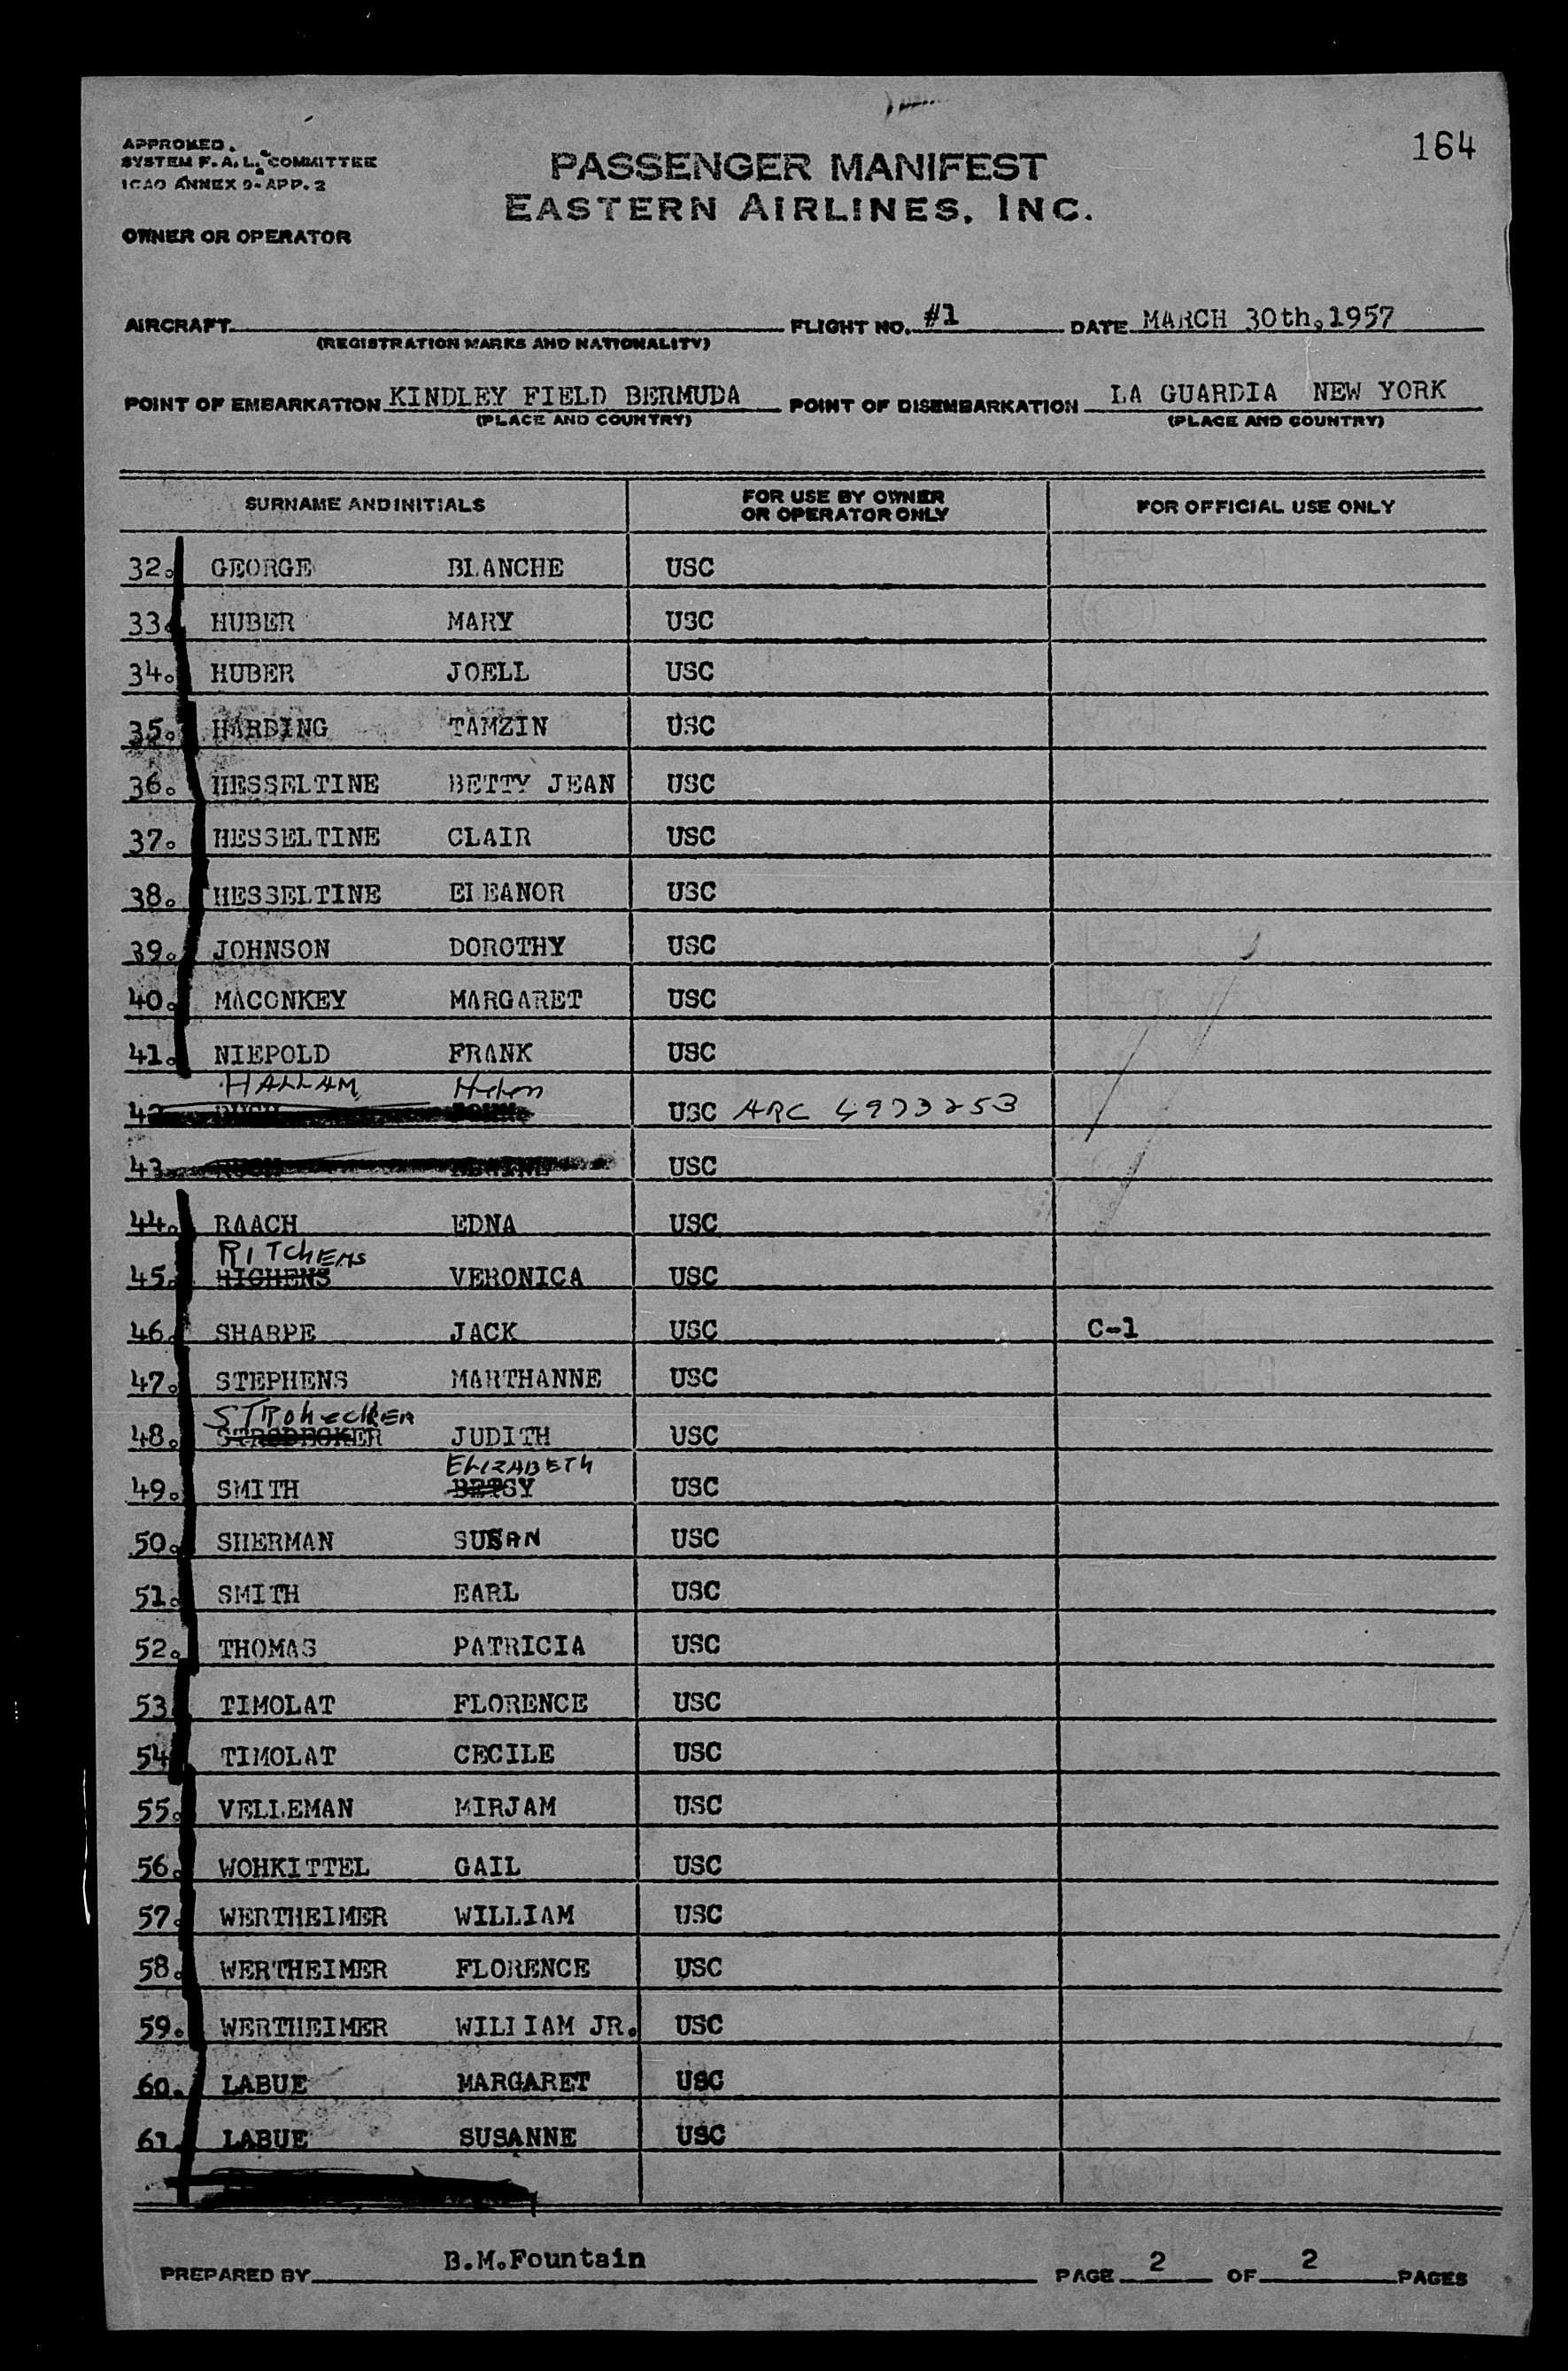 164
APPROVED.
SYSTEM F. A. L. COMMITTEE
ICAO ANNEX 9-APP. 2
PASSENGER MANIFEST
EASTERN AIRLINES, INC.
OWNER OR OPERATOR
AIRCRAFT FLIGHT NO. #1 DATE MARCH 30th,1957
(REGISTRATION MARKS AND NATIONALITY)
POINT OF EMBARKATION KINDLEY FIELD BERMUDA POINT OF DISEMBARKATION LA GUARDIA NEW YORK
(PLACE AND COUNTRY) (PLACE AND COUNTRY)
SURNAME AND INITIALS FOR USE BY OWNER OR OPERATOR ONLY FOR OFFICIAL USE ONLY
32. GEORGE BLANCHE USC
33. HUBER MARY USC
34. HUBER JOELL USC
35. HARDING TAMZIN USC
36. HESSELTINE BETTY JEAN USC
37. HESSELTINE CLAIR USC
38. HESSELTINE ELEANOR USC
39. JOHNSON DOROTHY USC
40. MACONKEY MARGARET USC
41. NIEPOLD FRANK USC
HALLAM Helen
42 USC ARC
43 USC
44. RAACH EDNA USC
RITCHENS
45. HIGHENS VERONICA USC
46. SHARPE JACK USC C-1
47. STEPHENS MARTHANNE USC
STROHECKER
48. STRODECKER JUDITH USC
ELIZABETH
49. SMITH BETSY USC
50. SHERMAN SUSAN USC
51. SMITH EARL USC
52. THOMAS PATRICIA USC
53. TIMOLAT FLORENCE USC
54 TIMOLAT CECILE USC
55. VELLEMAN MIRJAM USC
56. WOHKITTEL GAIL USC
57. WERTHEIMER WILLIAM USC
58. WERTHEIMER FLORENCE USC
59. WERTHEIMER WILLIAM JR. USC
60. LABUE MARGARET USC
61. LABUE SUSANNE USC
PREPARED BY B.M.Fountain PAGE 2 OF 2 PAGES